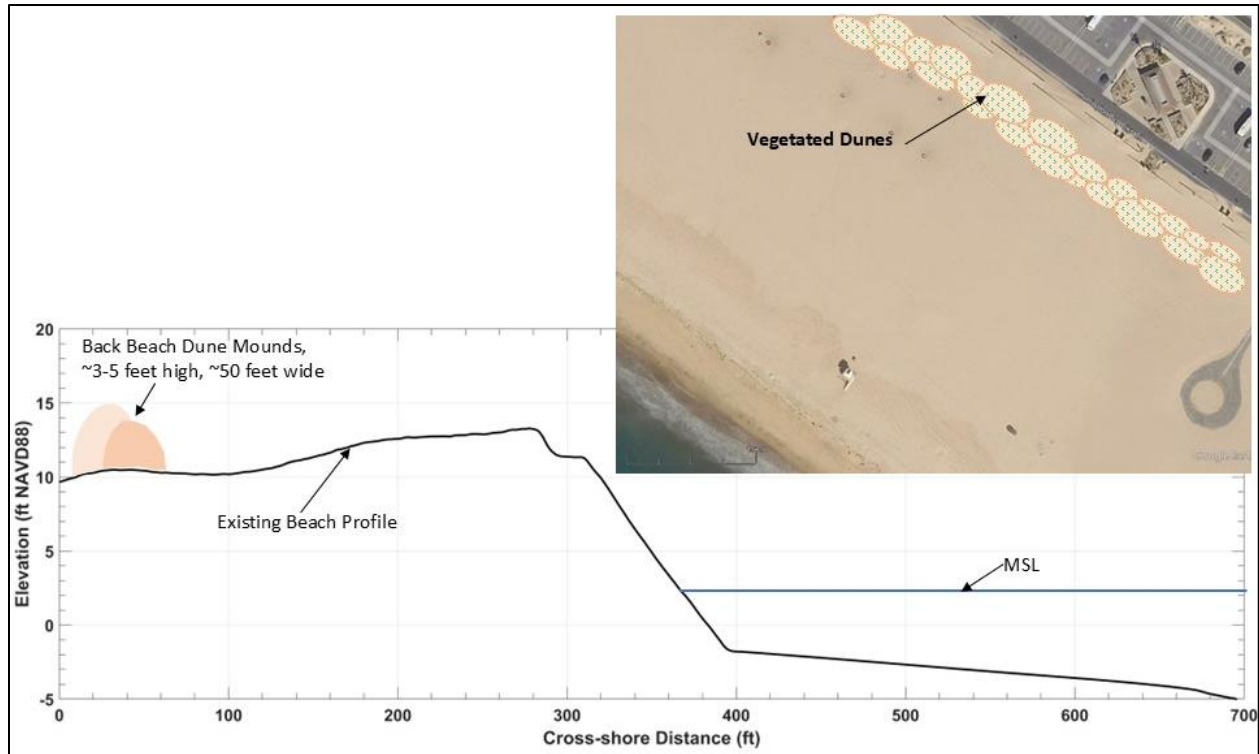 Vegetated Dunes
20
Back Beach Dune Mounds,
~3-5 feet high, ~50 feet wide
15
10
Existing Beach Profile
5
MSL
0
-5
Elevation (ft NAVD88)
0 100 200 300 400 500 600 700
Cross-shore Distance (ft)